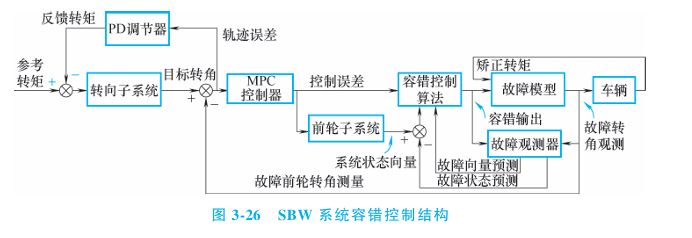 反馈转矩
PD调节器
轨迹误差
参考
转矩
+
−
转向子系统
目标转角
+
−
MPC
控制器
控制误差
容错控制
算法
矫正转矩
故障模型
车辆
前轮子系统
+
−
容错输出
故障观测器
故障转
角观测
系统状态向量
故障向量预测
故障状态预测
故障前轮转角测量
图 3-26 SBW 系统容错控制结构